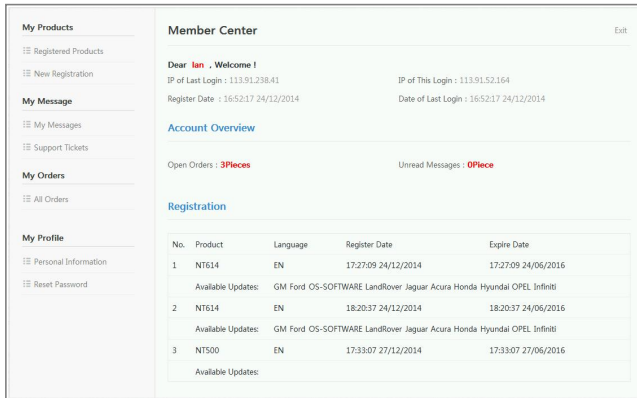 My Products
Registered Products
New Registration
My Message
My Messages
Support Tickets
My Orders
All Orders
My Profile
Personal Information
Reset Password
Member Center Exit
Dear Ian , Welcome !
IP of Last Login : 113.91.238.41 IP of This Login : 113.91.52.164
Register Date : 16:52:17 24/12/2014 Date of Last Login : 16:52:17 24/12/2014
Account Overview
Open Orders : 3Pieces Unread Messages : 0Piece
Registration
No. Product Language Register Date Expire Date
1 NT614 EN 17:27:09 24/12/2014 17:27:09 24/06/2016
Available Updates: GM Ford OS-SOFTWARE LandRover Jaguar Acura Honda Hyundai OPEL Infiniti
2 NT614 EN 18:20:37 24/12/2014 18:20:37 24/06/2016
Available Updates: GM Ford OS-SOFTWARE LandRover Jaguar Acura Honda Hyundai OPEL Infiniti
3 NT500 EN 17:33:07 27/12/2014 17:33:07 27/06/2016
Available Updates: